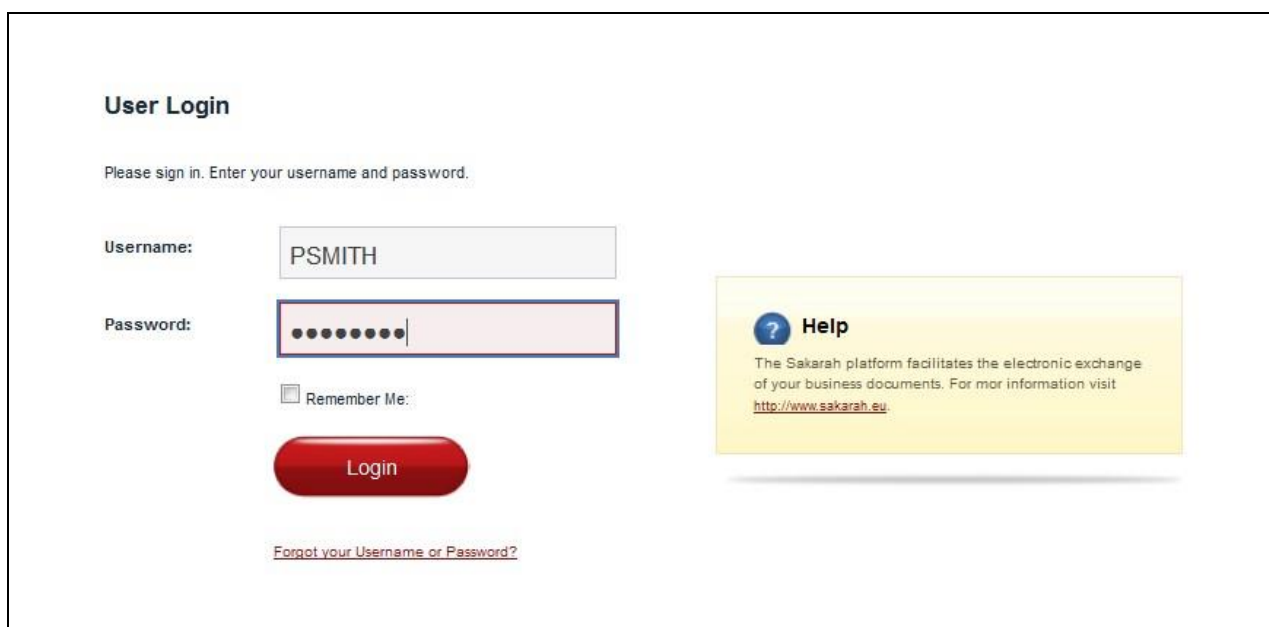 User Login
Please sign in. Enter your username and password.
Username:
PSMITH
Password:
●●●●●●●●
Remember Me:
Login
Forgot your Username or Password?
? Help
The Sakarah platform facilitates the electronic exchange
of your business documents. For mor information visit
http://www.sakarah.eu.